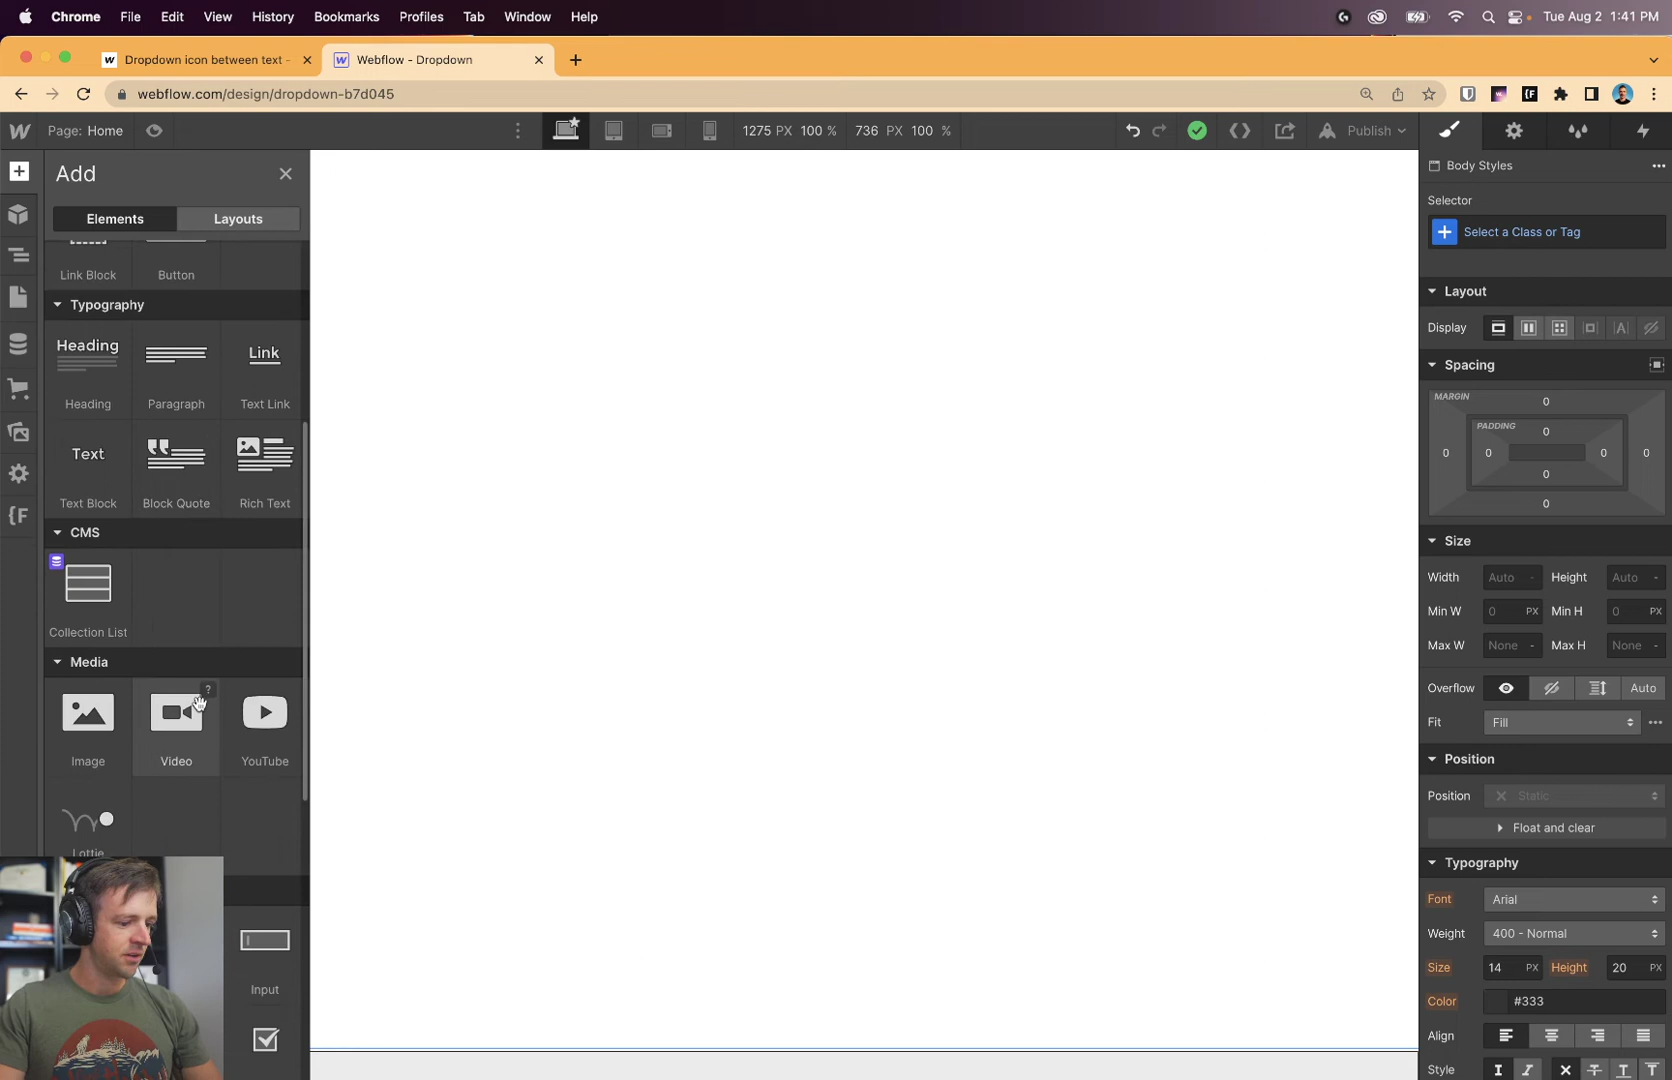 Chrome File Edit View History Bookmarks Profiles Tab Window Help Tue Aug 2 1:41 PM
Dropdown icon between text - Webflow - Dropdown
webflow.com/design/dropdown-b7d045
Page: Home 1275 PX 100 % 736 PX 100 % Publish
Add
Elements Layouts
Link Block Button
Typography
Heading
Link
Heading Paragraph Text Link
Text
Text Block Block Quote Rich Text
CMS
Collection List
Media
?
Image Video YouTube
Lottie
Input
{F
Body Styles
Selector
Select a Class or Tag
Layout
Display
Spacing
MARGIN
0
PADDING
0
0 0 0 0
0
0
Size
Width Auto - Height Auto -
Min W 0 PX Min H 0 PX
Max W None - Max H None -
Overflow Auto
Fit Fill
Position
Position Static
Float and clear
Typography
Font Arial
Weight 400 - Normal
Size 14 PX Height 20 PX
Color #333
Align
Style